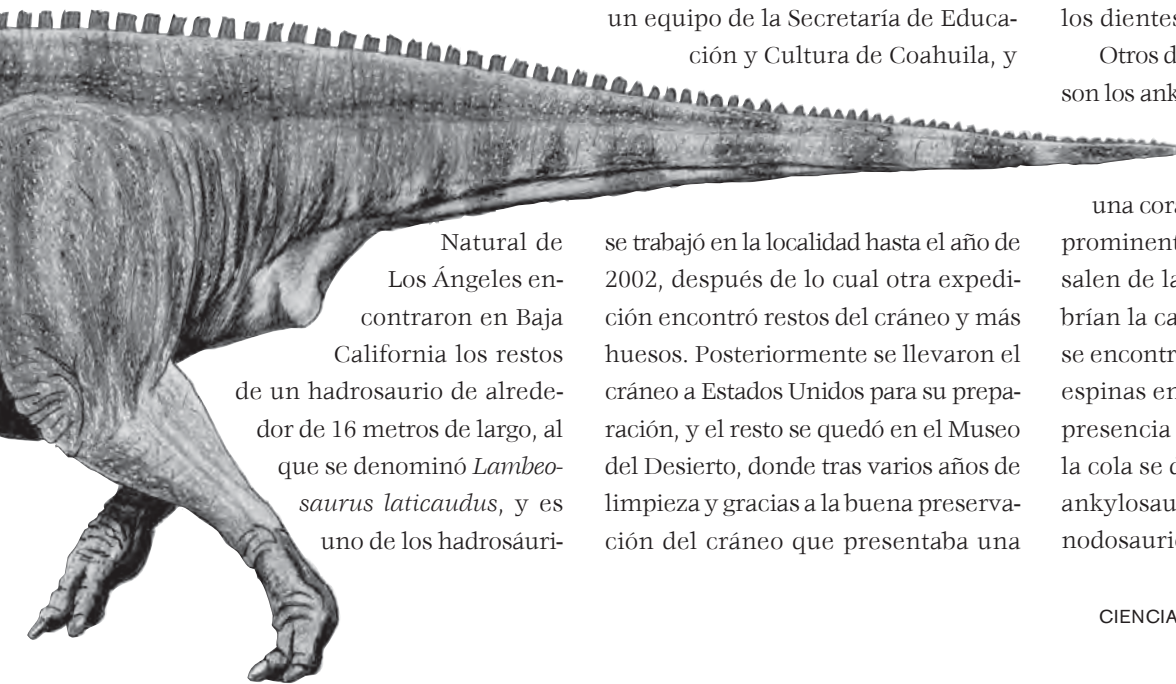 Natural de
Los Ángeles en-
contraron en Baja
California los restos
de un hadrosaurio de alrede-
dor de 16 metros de largo, al
que se denominó Lambeo-
saurus laticaudus, y es
uno de los hadrosáuri-
un equipo de la Secretaría de Educa-
ción y Cultura de Coahuila, y
se trabajó en la localidad hasta el año de
2002, después de lo cual otra expedi-
ción encontró restos del cráneo y más
huesos. Posteriormente se llevaron el
cráneo a Estados Unidos para su prepa-
ración, y el resto se quedó en el Museo
del Desierto, donde tras varios años de
limpieza y gracias a la buena preserva-
ción del cráneo que presentaba una
los dientes
Otros d
son los ank
una cora
prominent
salen de la
brían la ca
se encontr
espinas en
presencia
la cola se
ankylosau
nodosauri
CIENCIA